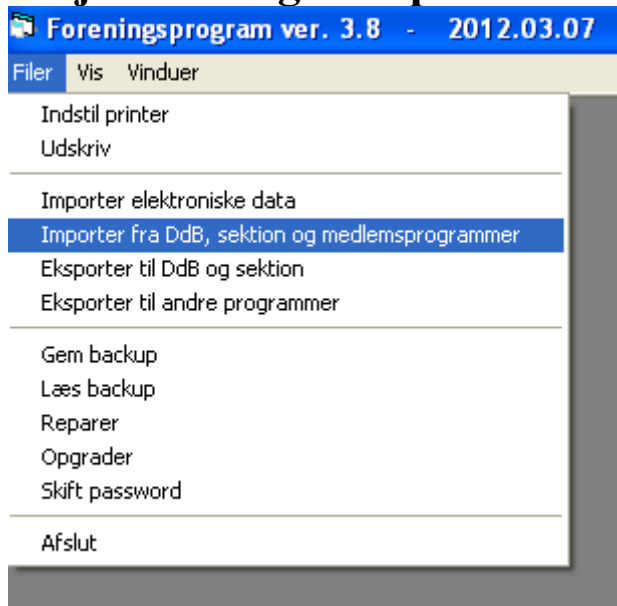 Foreningsprogram ver. 3.8 - 2012.03.07
Filer Vis Vinduer
Indstil printer
Udskriv
Importer elektroniske data
Importer fra DdB, sektion og medlemsprogrammer
Eksporter til DdB og sektion
Eksporter til andre programmer
Gem backup
Læs backup
Reparer
Opgrader
Skift password
Afslut